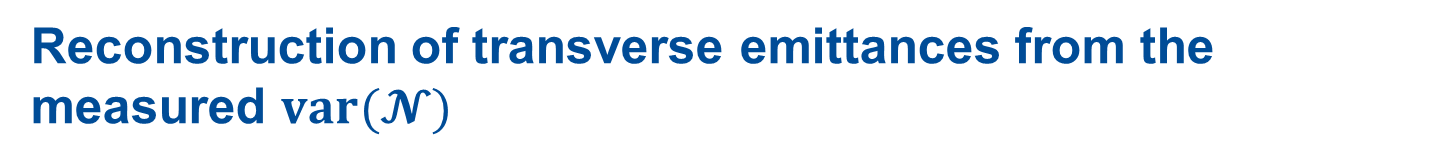 Reconstruction of transverse emittances from the
measured var(𝒩)